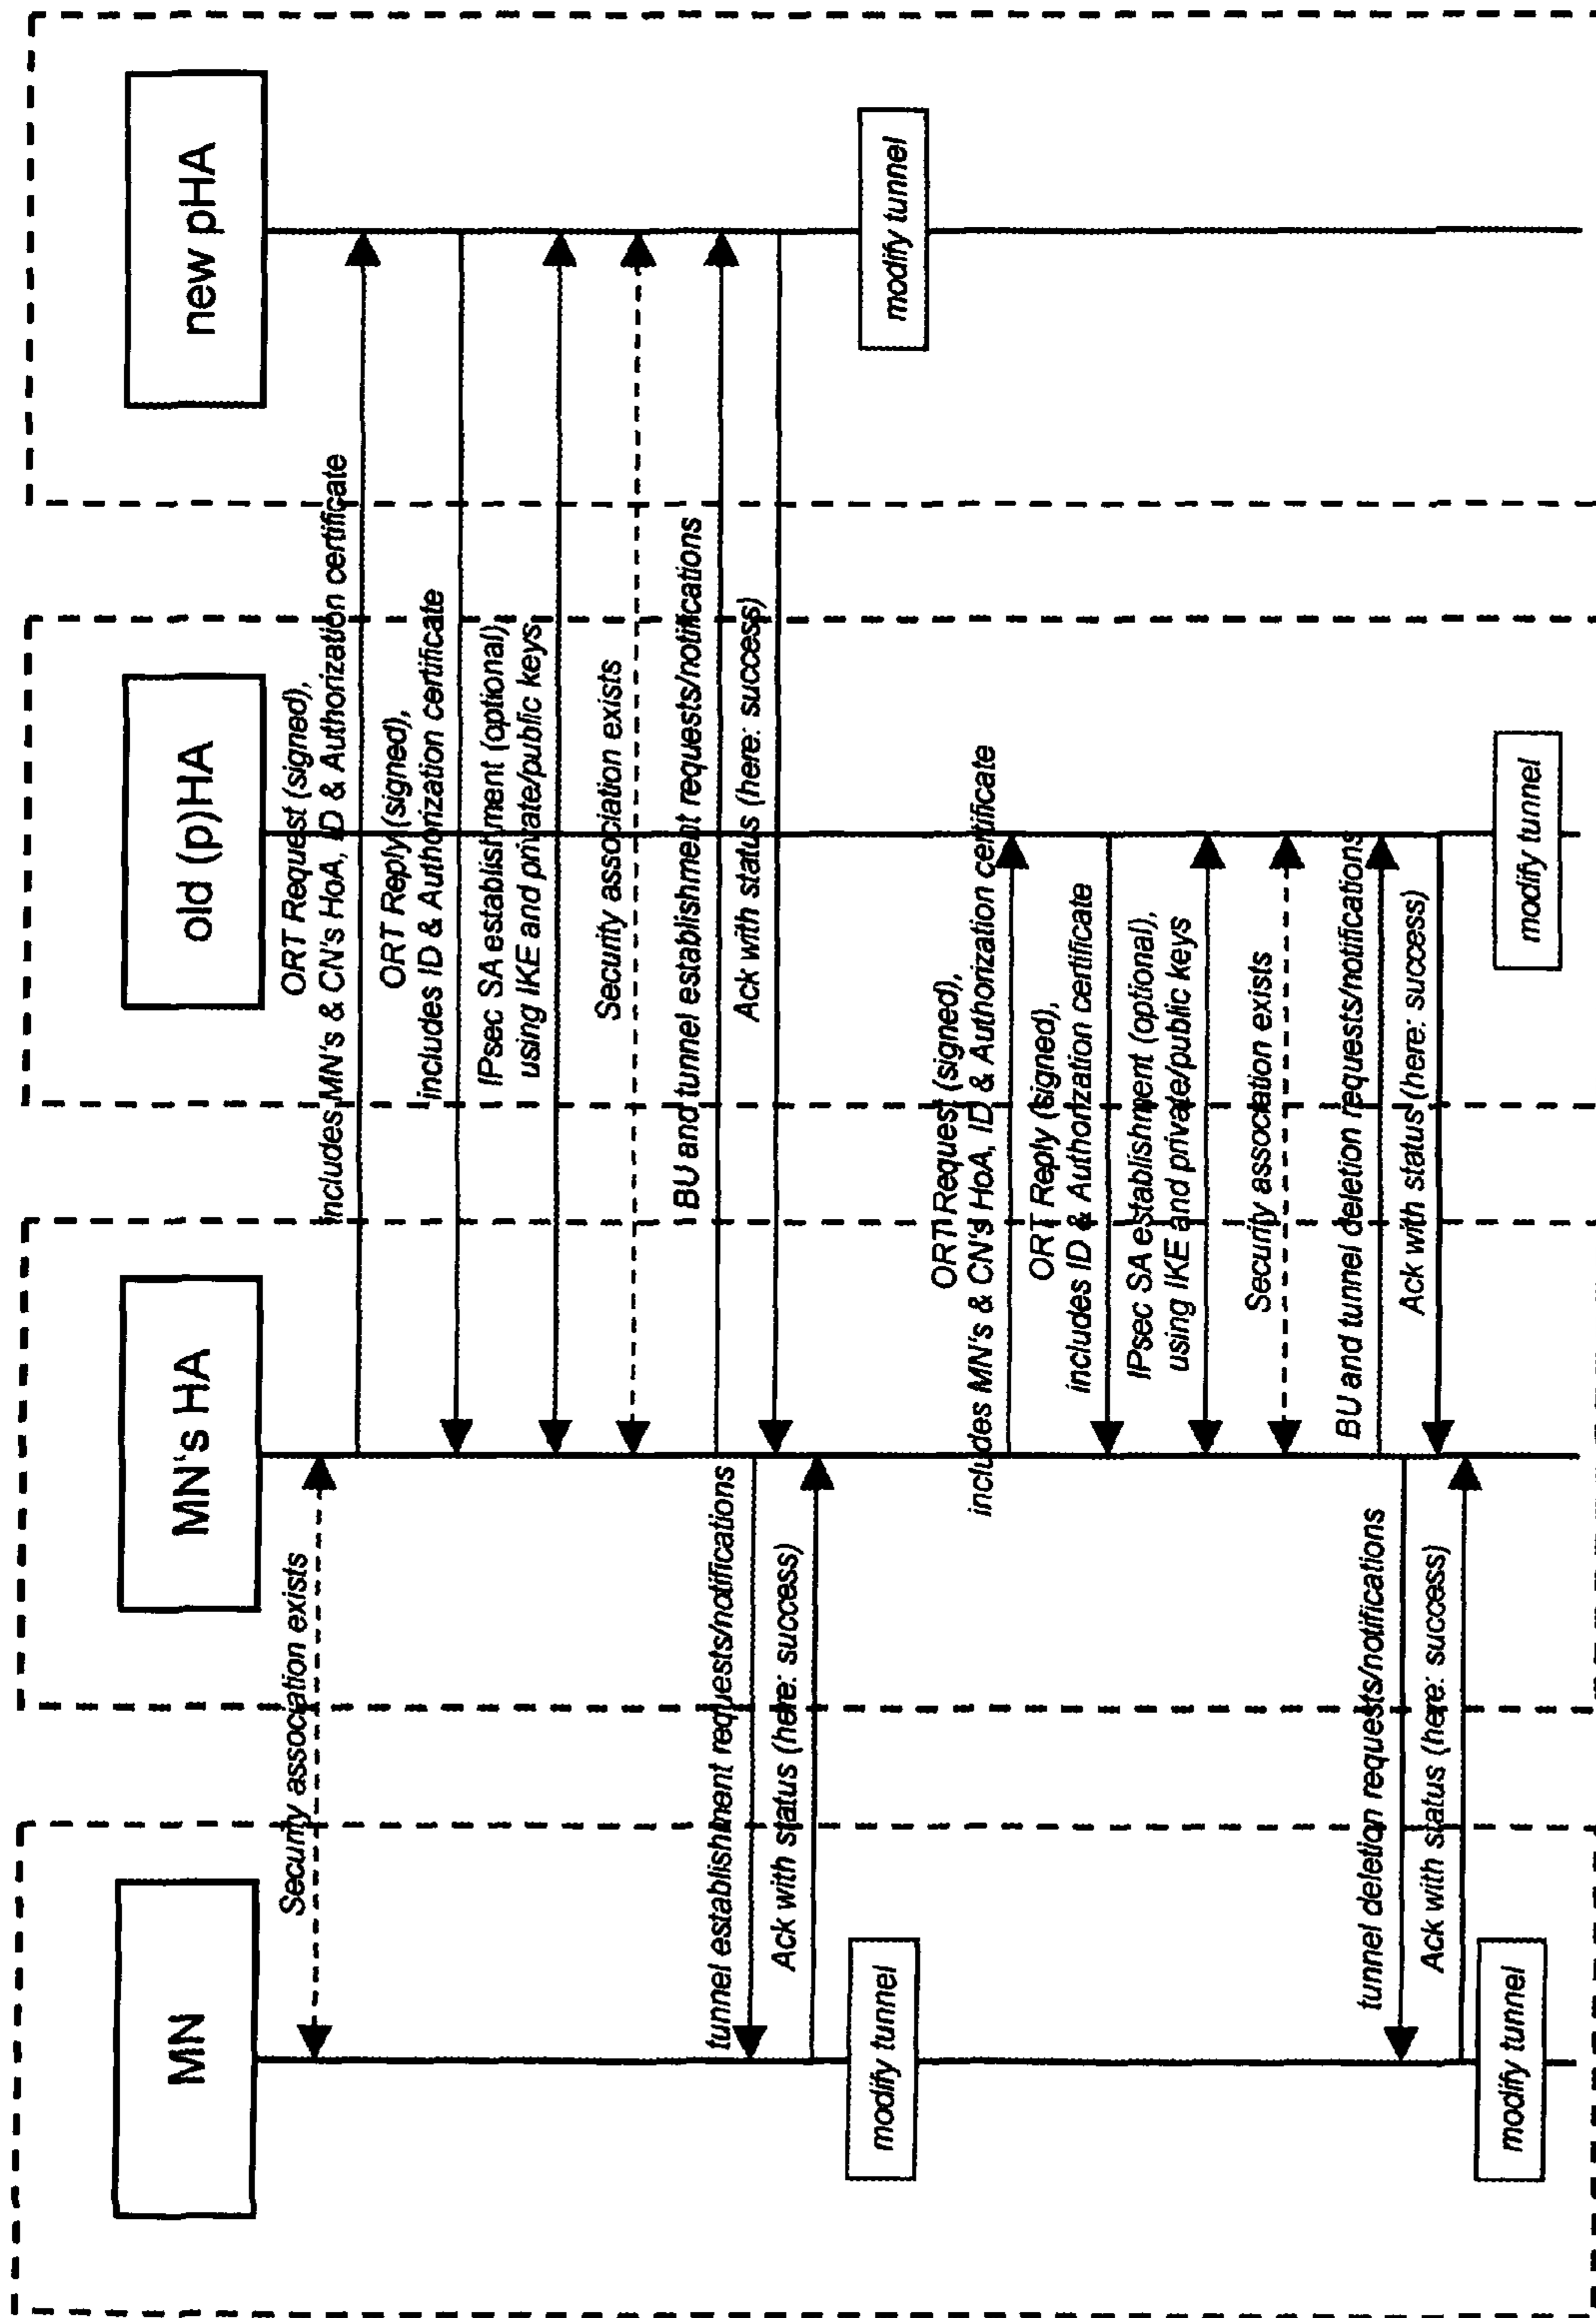 MN
MN's HA
old (p)HA
new pHA
Security association exists
ORT Request (signed),
includes MN's & CN's HoA, ID & Authorization certificate
ORT Reply (signed),
includes ID & Authorization certificate
IPsec SA establishment (optional),
using IKE and private/public keys
Security association exists
BU and tunnel establishment requests/notifications
tunnel establishment requests/notifications
Ack with status (here: success)
Ack with status (here: success)
modify tunnel
modify tunnel
ORT Request (signed),
includes MN's & CN's HoA, ID & Authorization certificate
ORT Reply (signed),
includes ID & Authorization certificate
IPsec SA establishment (optional),
using IKE and private/public keys
Security association exists
BU and tunnel deletion requests/notifications
tunnel deletion requests/notifications
Ack with status (here: success)
Ack with status (here: success)
modify tunnel
modify tunnel